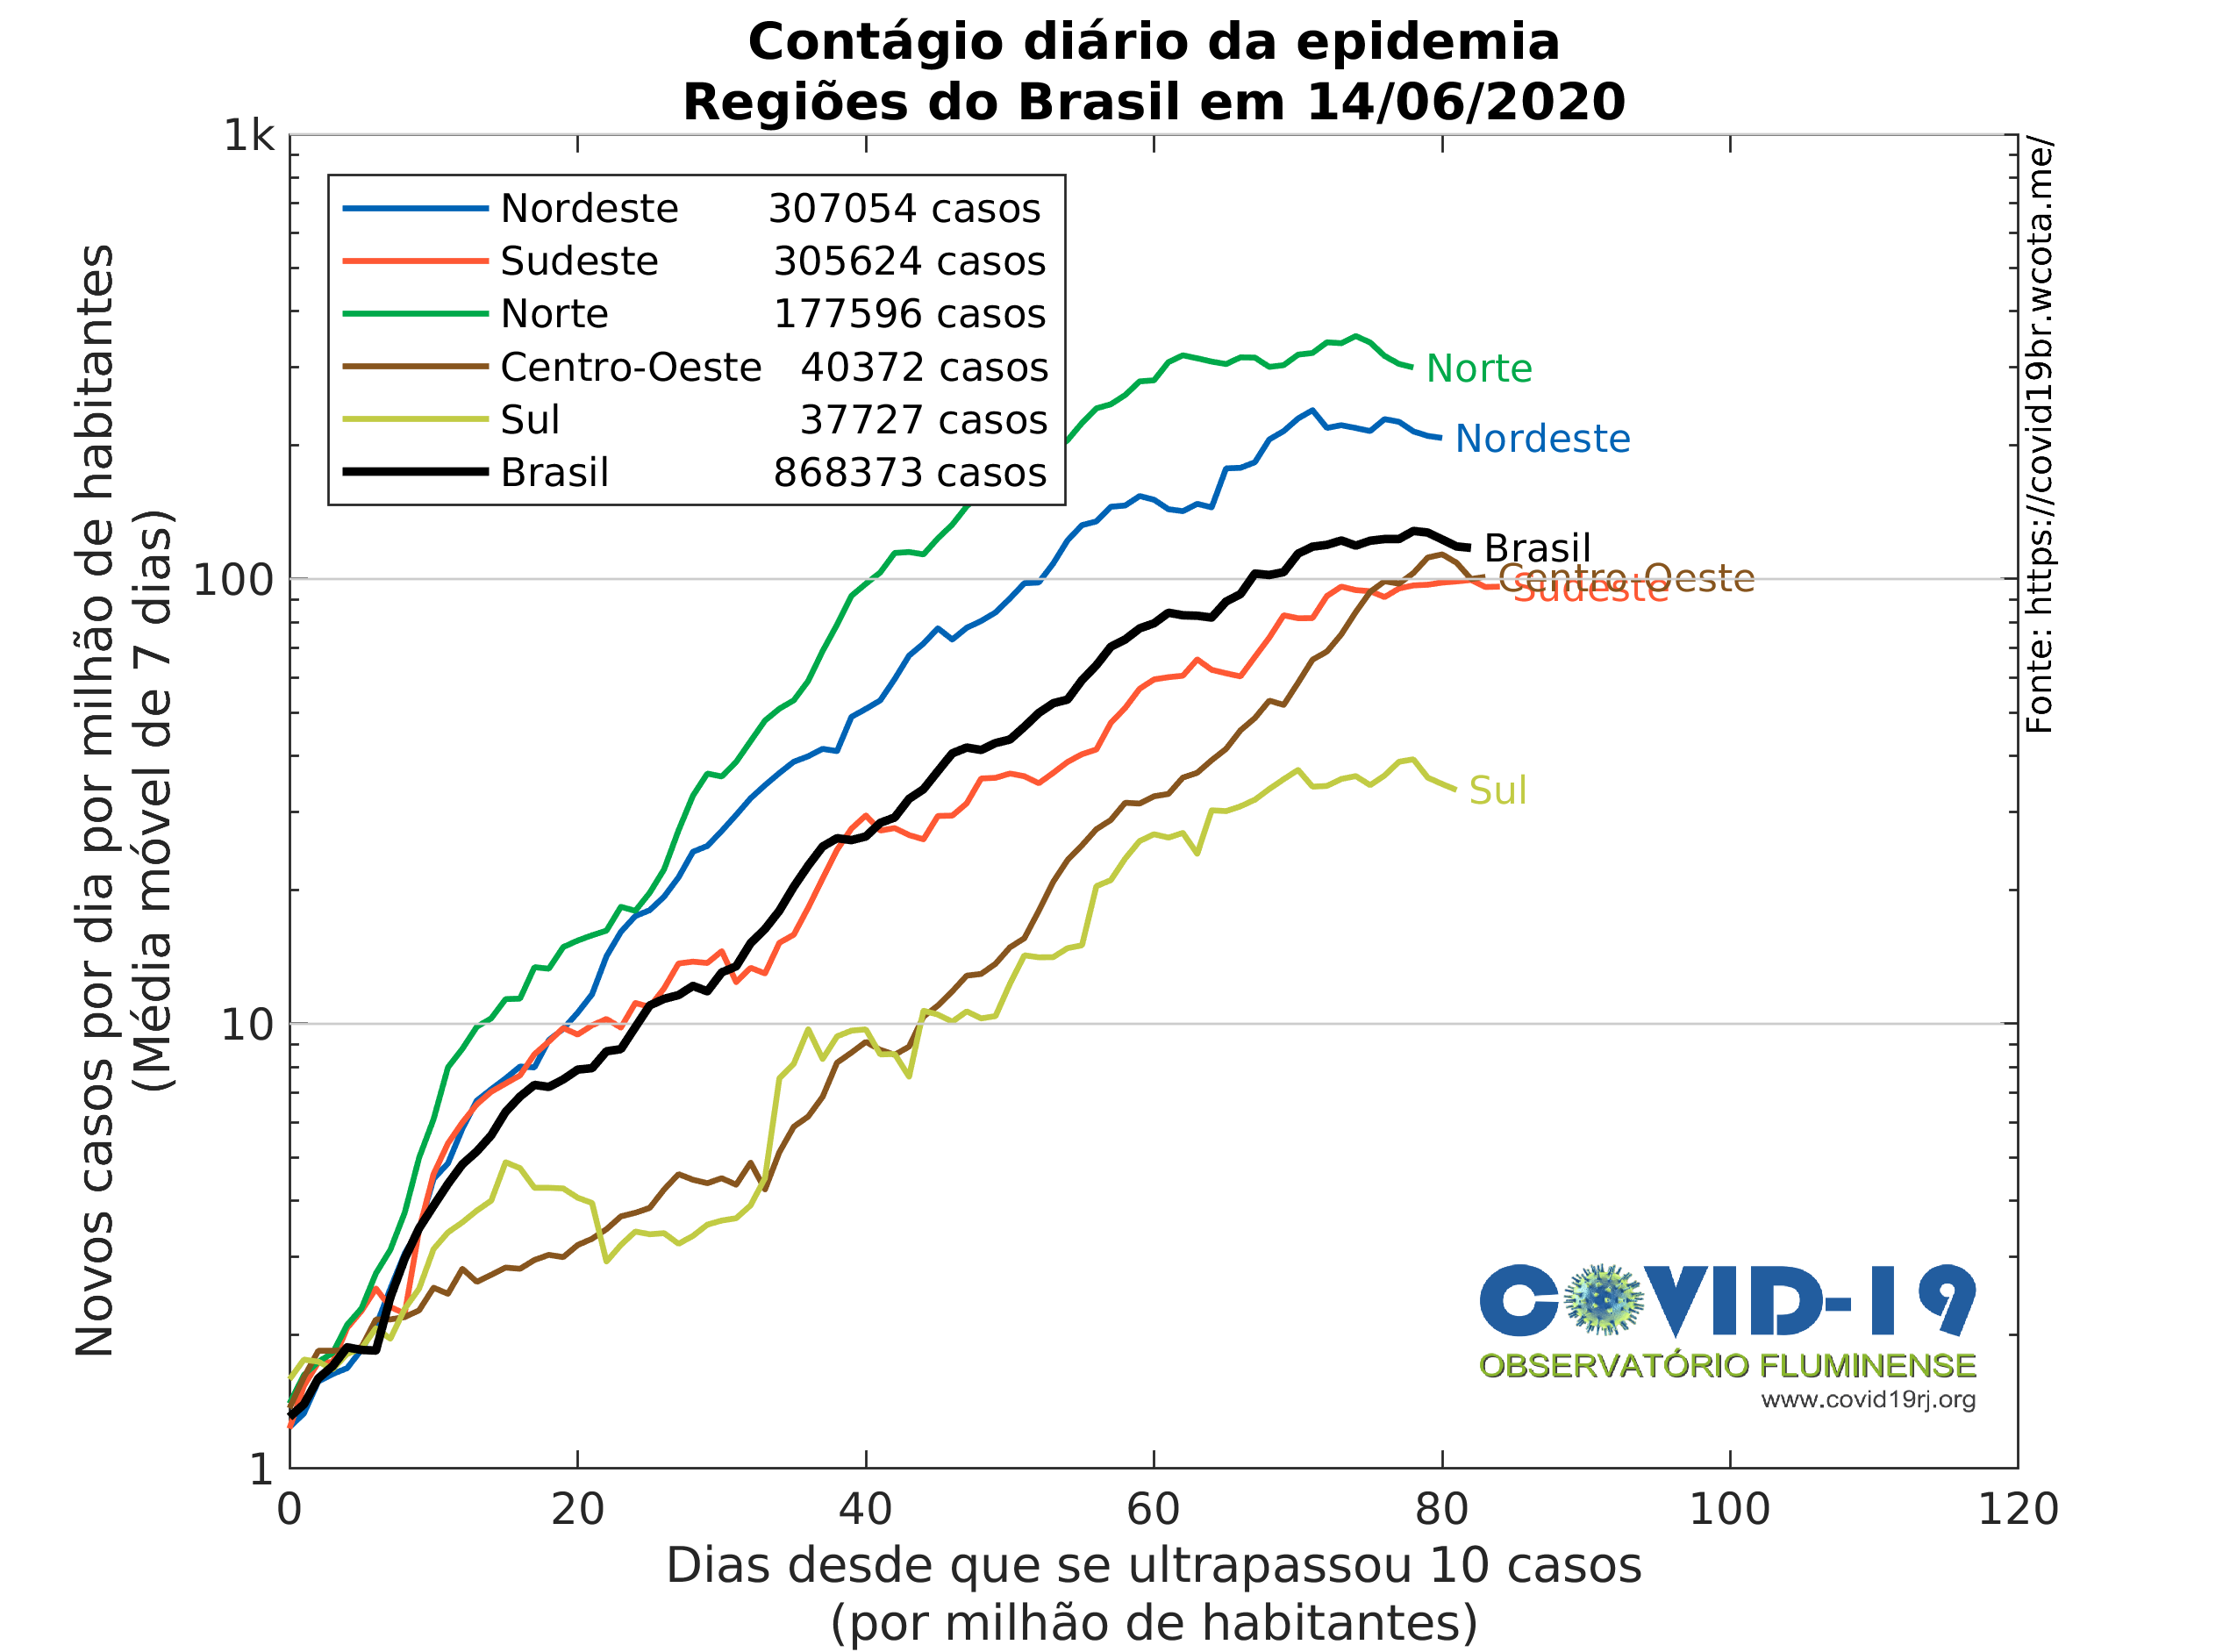 Contágio diário da epidemia
Regiões do Brasil em 14/06/2020
Novos casos por dia por milhão de habitantes
(Média móvel de 7 dias)
1k
100
10
1
Nordeste 307054 casos
Sudeste 305624 casos
Norte 177596 casos
Centro-Oeste 40372 casos
Sul 37727 casos
Brasil 868373 casos
Norte
Nordeste
Brasil
Centro-Oeste
Sudeste
Sul
Fonte: https://covid19br.wcota.me/
COVID-19
OBSERVATÓRIO FLUMINENSE
www.covid19rj.org
0 20 40 60 80 100 120
Dias desde que se ultrapassou 10 casos
(por milhão de habitantes)